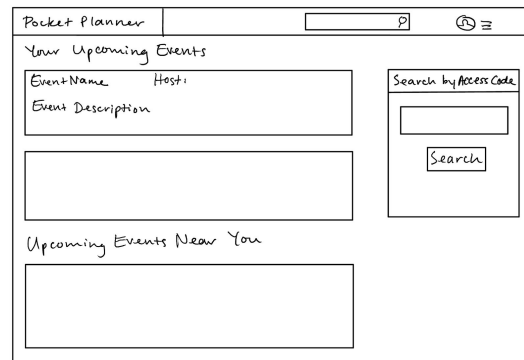 Pocket Planner
Your Upcoming Events
Event Name Host:
Event Description
Search by Access Code
Search
Upcoming Events Near You